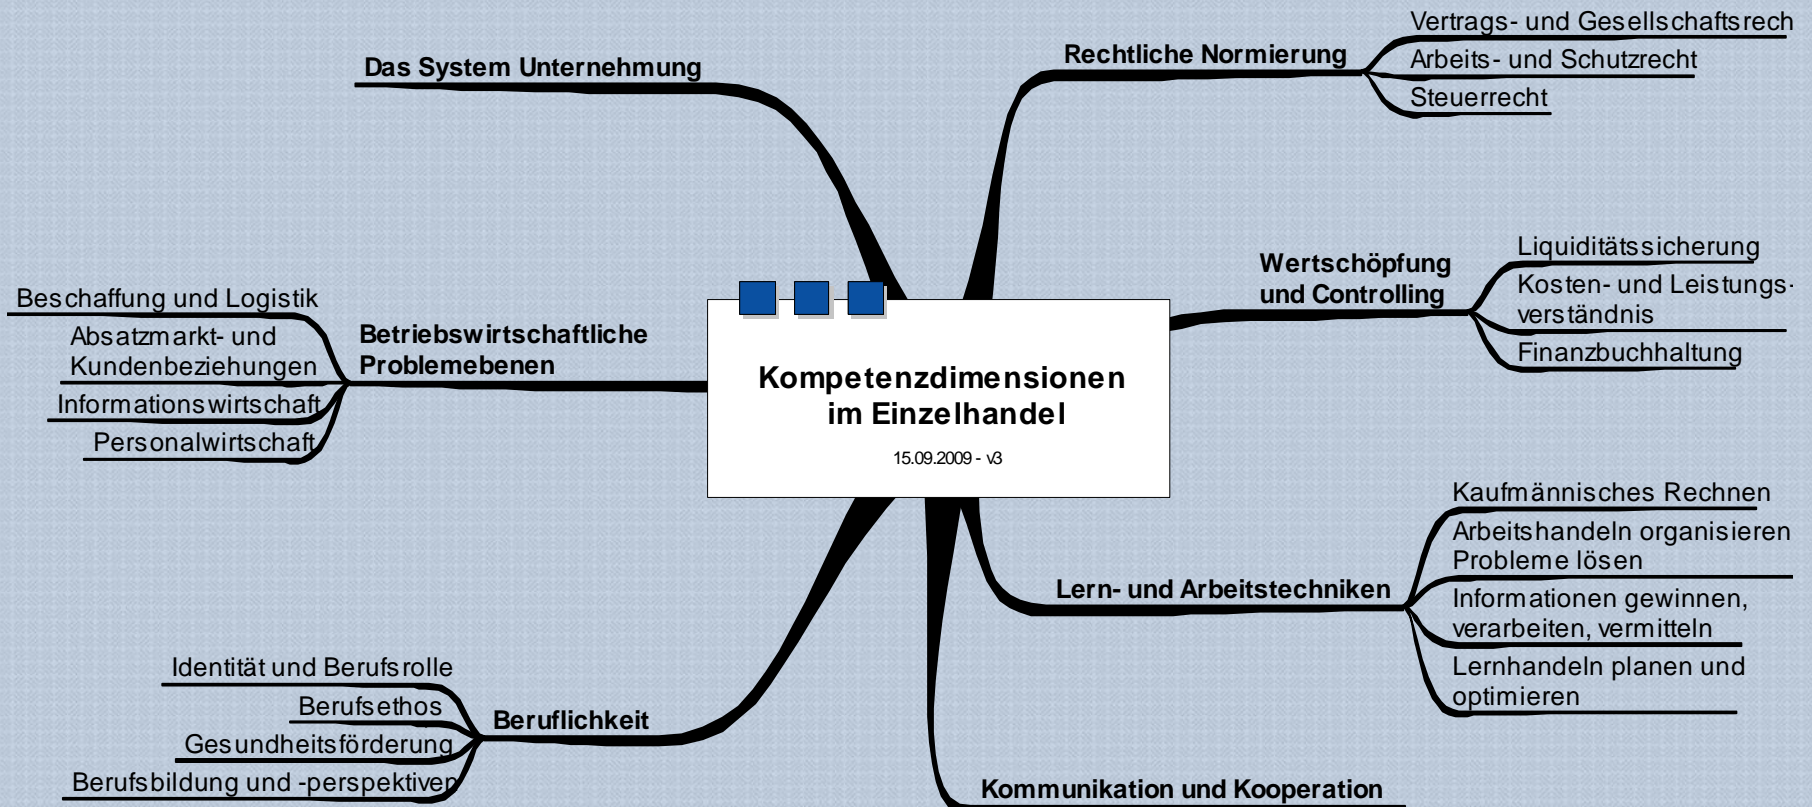 Kompetenzdimensionen
im Einzelhandel
15.09.2009 - v3
Rechtliche Normierung
Vertrags- und Gesellschaftsrech
Arbeits- und Schutzrecht
Steuerrecht
Wertschöpfung
und Controlling
Liquiditätssicherung
Kosten- und Leistungs-
verständnis
Finanzbuchhaltung
Lern- und Arbeitstechniken
Kaufmännisches Rechnen
Arbeitshandeln organisieren
Probleme lösen
Informationen gewinnen,
verarbeiten, vermitteln
Lernhandeln planen und
optimieren
Kommunikation und Kooperation
Beruflichkeit
Identität und Berufsrolle
Berufsethos
Gesundheitsförderung
Berufsbildung und -perspektiven
Betriebswirtschaftliche
Problemebenen
Beschaffung und Logistik
Absatzmarkt- und
Kundenbeziehungen
Informationswirtschaft
Personalwirtschaft
Das System Unternehmung